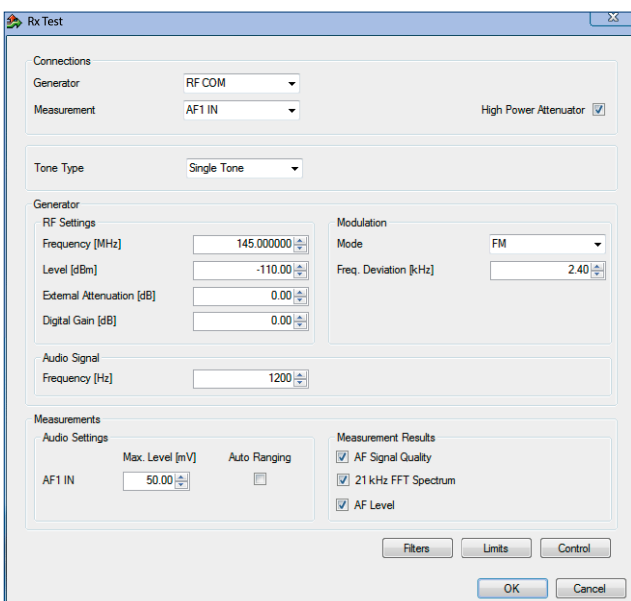 Rx Test
Connections
Generator RF COM
Measurement AF1 IN High Power Attenuator
Tone Type Single Tone
Generator
RF Settings Modulation
Frequency [MHz] 145.000000 Mode FM
Level [dBm] -110.00 Freq. Deviation [kHz] 2.40
External Attenuation [dB] 0.00
Digital Gain [dB] 0.00
Audio Signal
Frequency [Hz] 1200
Measurements
Audio Settings Measurement Results
Max. Level [mV] Auto Ranging AF Signal Quality
AF1 IN 50.00 21 kHz FFT Spectrum
AF Level
Filters Limits Control
OK Cancel